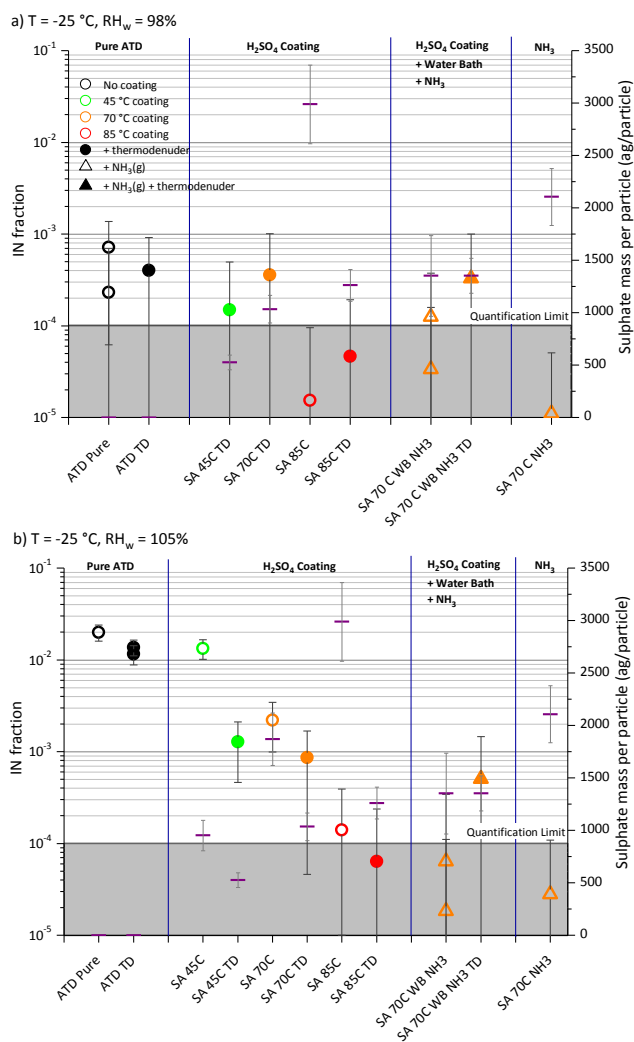 a) T = -25 °C, RHw = 98%
Pure ATD
H2SO4 Coating
H2SO4 Coating
+ Water Bath
+ NH3
NH3
No coating
45 °C coating
70 °C coating
85 °C coating
+ thermodenuder
+ NH3(g)
+ NH3(g) + thermodenuder
Quantification Limit
IN fraction
10-1
10-2
10-3
10-4
10-5
3500
3000
2500
2000
1500
1000
500
0
Sulphate mass per particle (ag/particle)
ATD Pure
ATD TD
SA 45C TD
SA 70C TD
SA 85C
SA 85C TD
SA 70 C WB NH3
SA 70 C WB NH3 TD
SA 70 C NH3
b) T = -25 °C, RHw = 105%
Pure ATD
H2SO4 Coating
H2SO4 Coating
+ Water Bath
+ NH3
NH3
Quantification Limit
IN fraction
10-1
10-2
10-3
10-4
10-5
3500
3000
2500
2000
1500
1000
500
0
Sulphate mass per particle (ag/particle)
ATD Pure
ATD TD
SA 45C
SA 45C TD
SA 70C
SA 70C TD
SA 85C
SA 85C TD
SA 70C WB NH3
SA 70C WB NH3 TD
SA 70C NH3